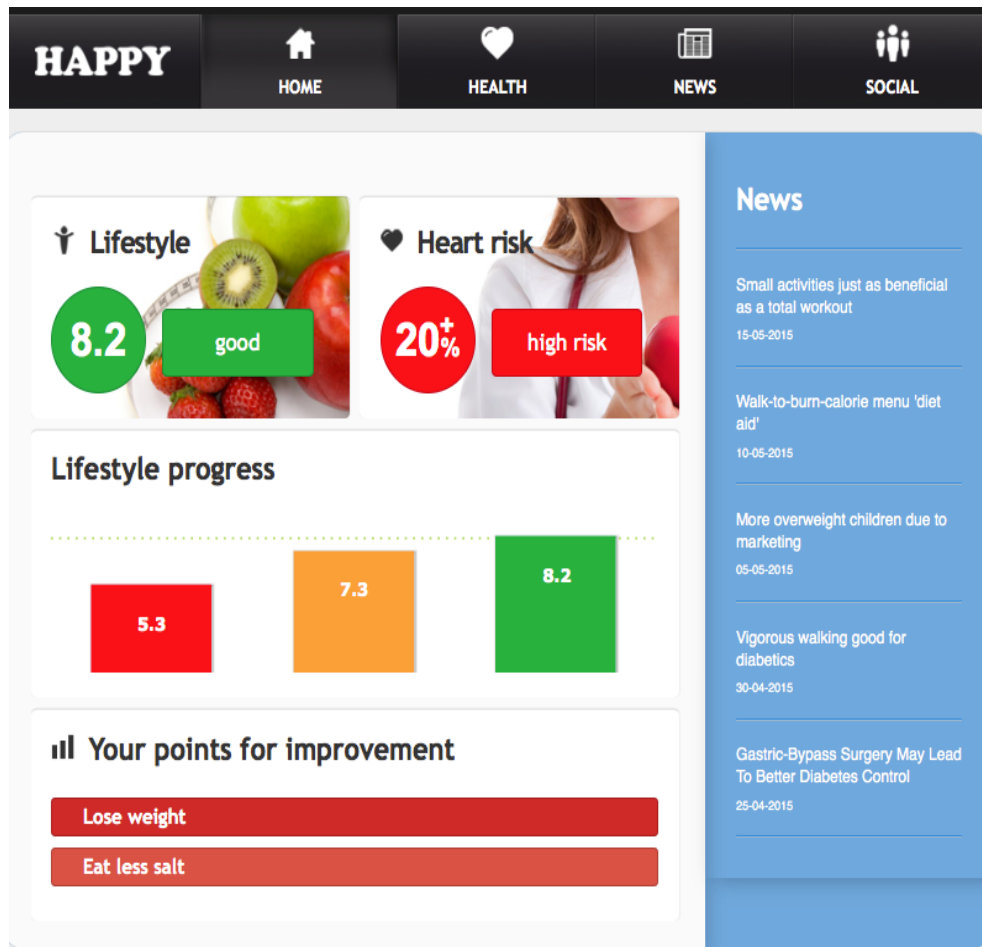 HAPPY
HOME
HEALTH
NEWS
SOCIAL
Lifestyle
8.2
good
Heart risk
20+%
high risk
Lifestyle progress
5.3
7.3
8.2
Your points for improvement
Lose weight
Eat less salt
News
Small activities just as beneficial
as a total workout
15-05-2015
Walk-to-burn-calorie menu 'diet
aid'
10-05-2015
More overweight children due to
marketing
05-05-2015
Vigorous walking good for
diabetics
30-04-2015
Gastric-Bypass Surgery May Lead
To Better Diabetes Control
25-04-2015